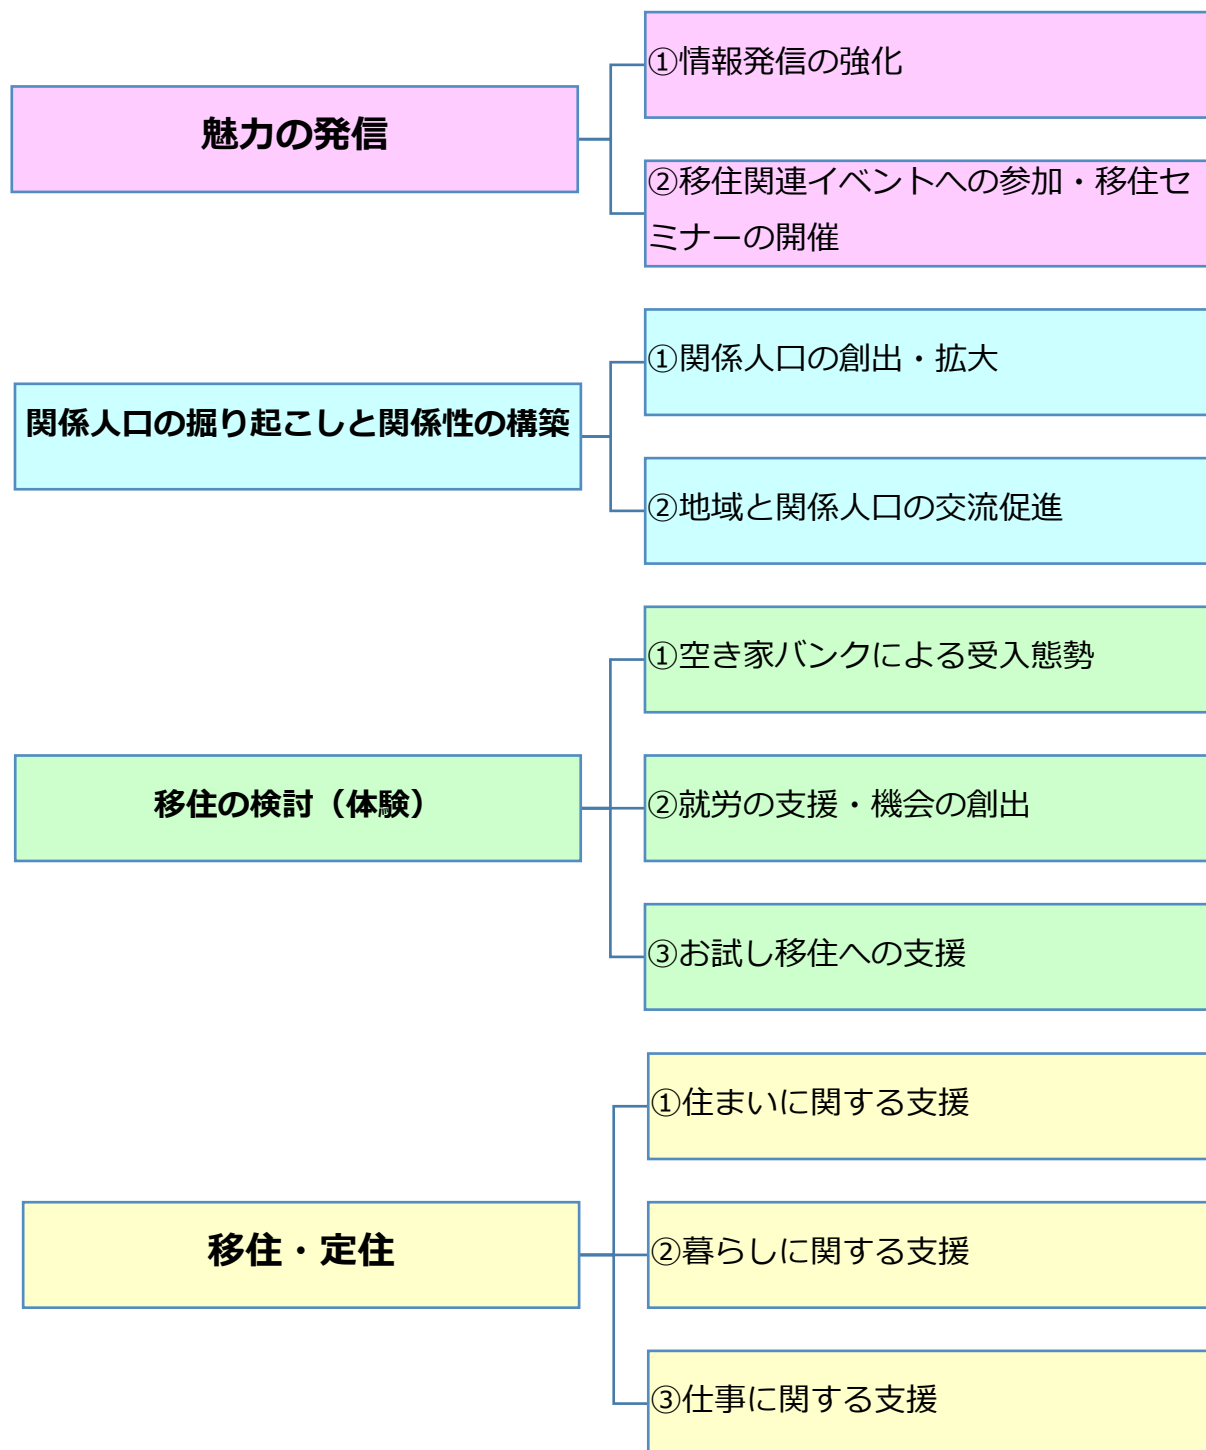 魅力の発信
①情報発信の強化
②移住関連イベントへの参加・移住セ
ミナーの開催
関係人口の掘り起こしと関係性の構築
①関係人口の創出・拡大
②地域と関係人口の交流促進
移住の検討（体験）
①空き家バンクによる受入態勢
②就労の支援・機会の創出
③お試し移住への支援
移住・定住
①住まいに関する支援
②暮らしに関する支援
③仕事に関する支援